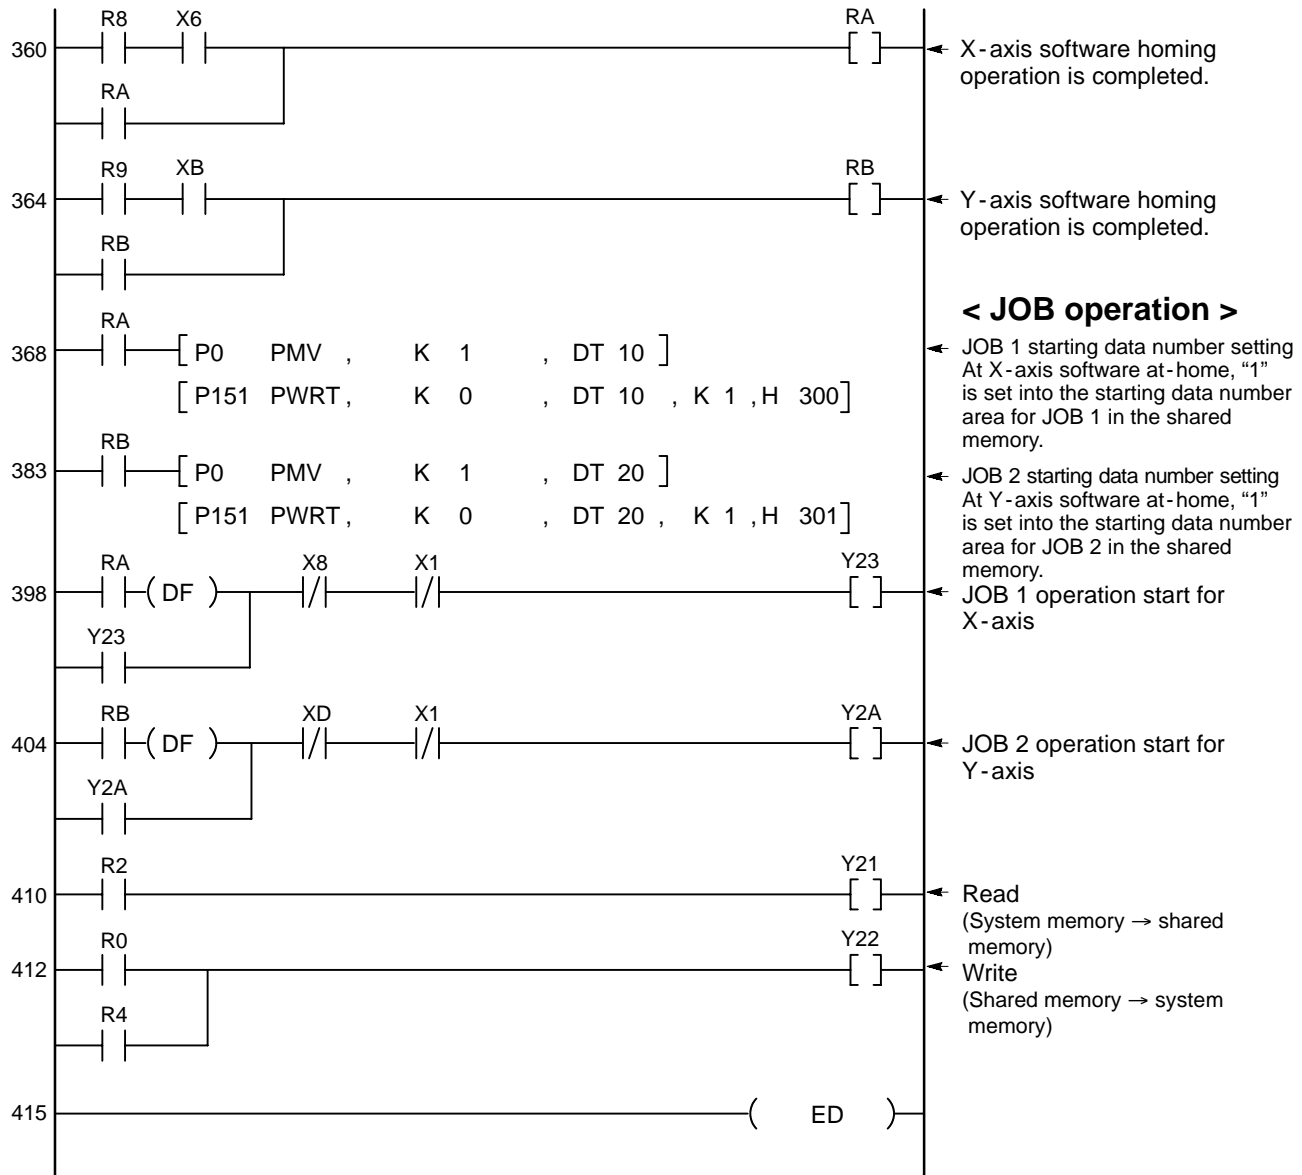 R8 X6 RA
360
X-axis software homing
operation is completed.
RA
R9 XB RB
364
Y-axis software homing
operation is completed.
RB
< JOB operation >
RA
368 [ P0 PMV , K 1 , DT 10 ]
[ P151 PWRT, K 0 , DT 10 , K 1 ,H 300]
JOB 1 starting data number setting
At X-axis software at-home, “1”
is set into the starting data number
area for JOB 1 in the shared
memory.
RB
383 [ P0 PMV , K 1 , DT 20 ]
[ P151 PWRT, K 0 , DT 20 , K 1 ,H 301]
JOB 2 starting data number setting
At Y-axis software at-home, “1”
is set into the starting data number
area for JOB 2 in the shared
memory.
RA X8 X1 Y23
398 ( DF )
JOB 1 operation start for
X-axis
Y23
RB XD X1 Y2A
404 ( DF )
JOB 2 operation start for
Y-axis
Y2A
R2 Y21
410
Read
(System memory → shared
memory)
R0 Y22
412
Write
(Shared memory → system
memory)
R4
415 ( ED )